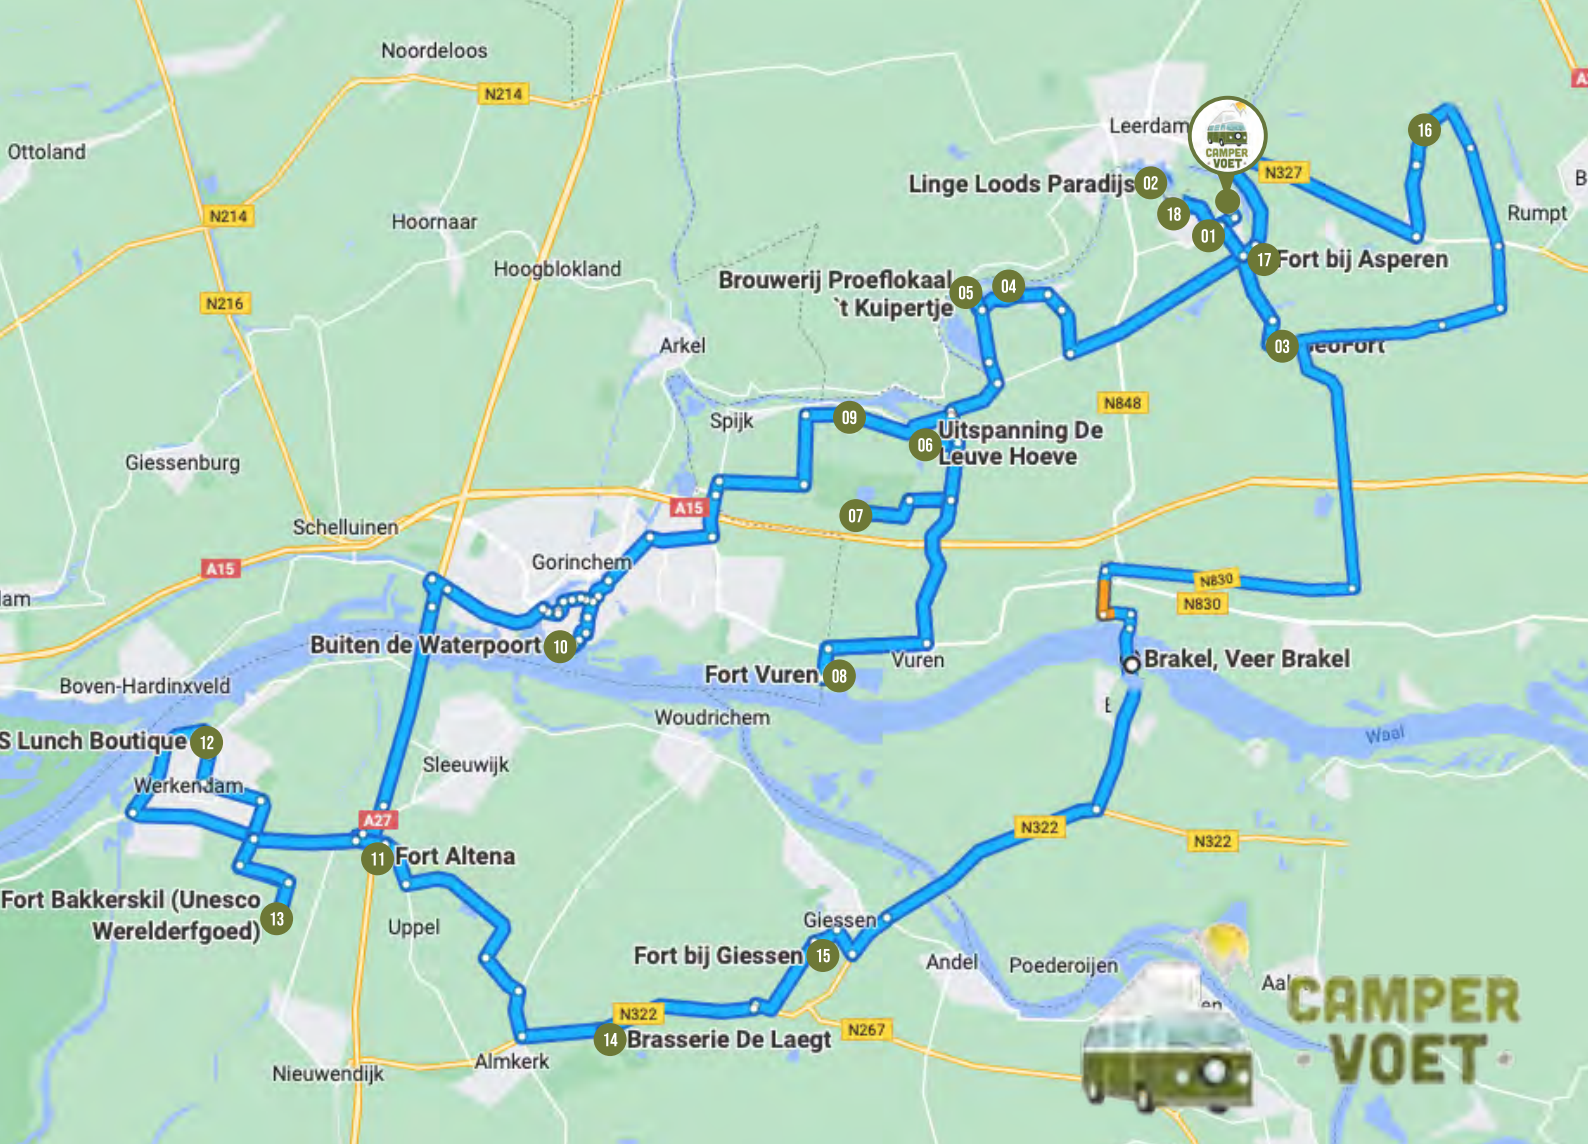 Noordeloos
N214
Ottoland
Leerdam
CAMPER
VOET
16
A2
N327
Linge Loods Paradijs
02
18
01
Rumpt
N214
Hoornaar
Hoogblokland
17
Fort bij Asperen
Brouwerij Proeflokaal
`t Kuipertje
05
04
N216
Arkel
03
GeoFort
N848
Spijk
09
06
Uitspanning De
Leuve Hoeve
Giessenburg
A15
07
Schelluinen
Gorinchem
A15
N830
N830
Buiten de Waterpoort
10
Vuren
Brakel, Veer Brakel
Fort Vuren
08
Boven-Hardinxveld
Woudrichem
Waal
S Lunch Boutique
12
Sleeuwijk
Werkendam
A27
N322
N322
11
Fort Altena
Fort Bakkerskil (Unesco
Werelderfgoed)
13
Uppel
Giessen
Fort bij Giessen
15
Andel
Poederoijen
Aal
en
N322
14
Brasserie De Laegt
N267
Almkerk
Nieuwendijk
CAMPER
VOET